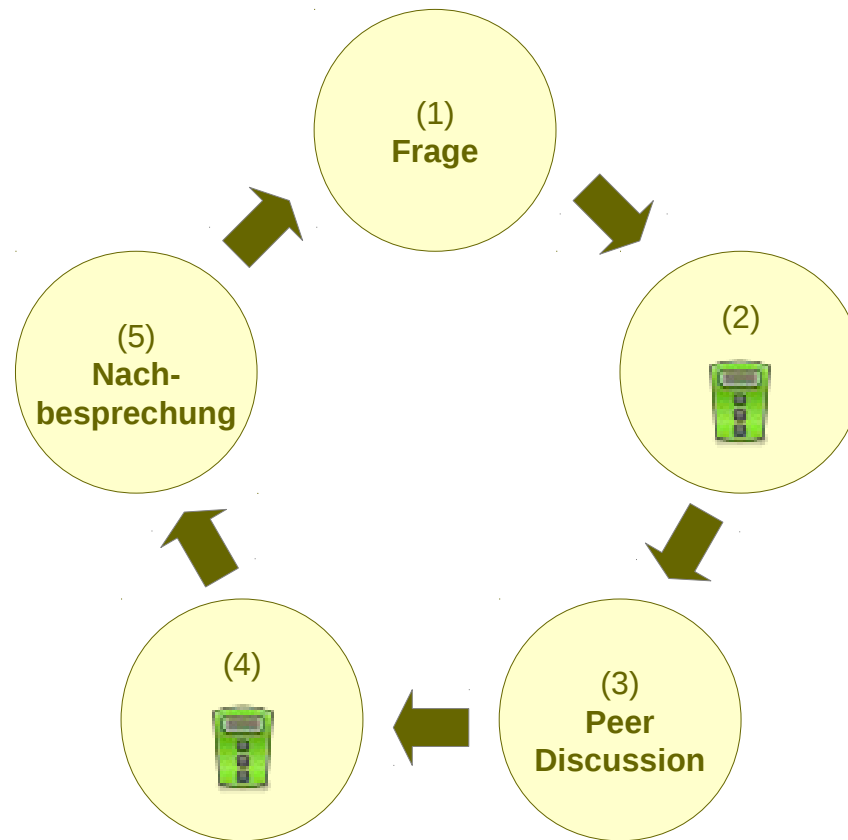 (1)
Frage
(2)
(3)
Peer
Discussion
(4)
(5)
Nach-
besprechung